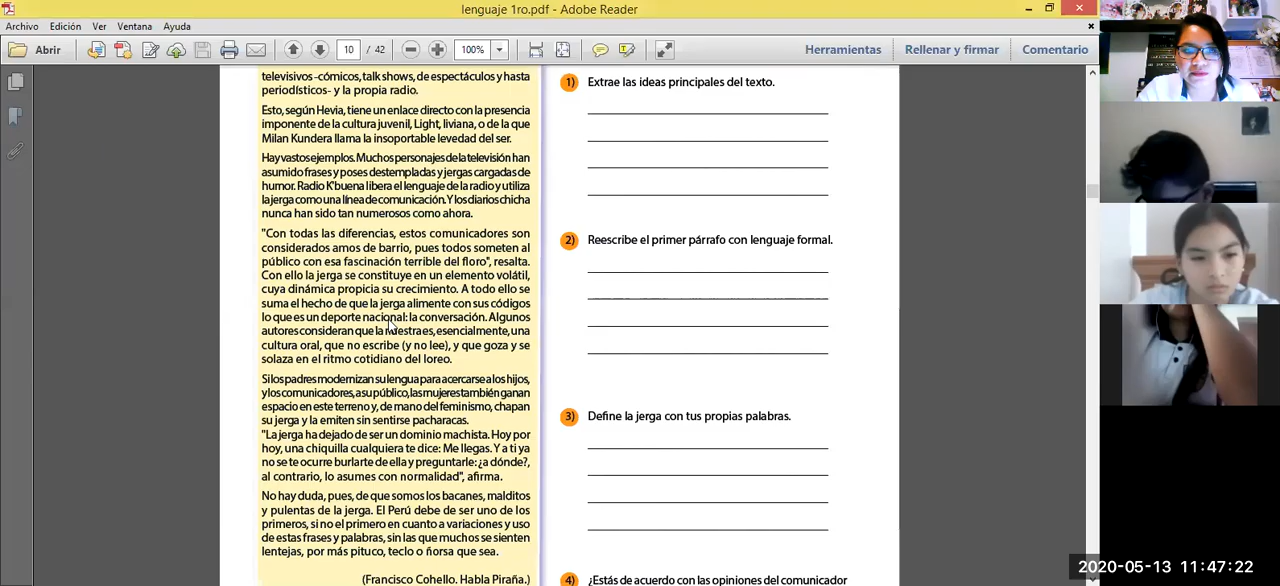 lenguaje 1ro.pdf - Adobe Reader
Archivo Edición Ver Ventana Ayuda
Abrir 10 / 42 100% Herramientas Rellenar y firmar Comentario
televisivos -cómicos, talk shows, de espectáculos y hasta
periodísticos- y la propia radio.
Esto, según Hevia, tiene un enlace directo con la presencia
imponente de la cultura juvenil, Light, liviana, o de la que
Milan Kundera llama la insoportable levedad del ser.
Hay vastos ejemplos. Muchos personajes de la televisión han
asumido frases y poses destempladas y jergas cargadas de
humor. Radio K'buena libera el lenguaje de la radio y utiliza
la jerga como una línea de comunicación. Y los diarios chicha
nunca han sido tan numerosos como ahora.
"Con todas las diferencias, estos comunicadores son
considerados amos de barrio, pues todos someten al
público con esa fascinación terrible del floro", resalta.
Con ello la jerga se constituye en un elemento volátil,
cuya dinámica propicia su crecimiento. A todo ello se
suma el hecho de que la jerga alimente con sus códigos
lo que es un deporte nacional: la conversación. Algunos
autores consideran que la nuestra es, esencialmente, una
cultura oral, que no escribe (y no lee), y que goza y se
solaza en el ritmo cotidiano del loreo.
Si los padres modernizan su lengua para acercarse a los hijos,
y los comunicadores, a su público, las mujeres también ganan
espacio en este terreno y, de mano del feminismo, chapan
su jerga y la emiten sin sentirse pacharacas.
"La jerga ha dejado de ser un dominio machista. Hoy por
hoy, una chiquilla cualquiera te dice: Me llegas. Y a ti ya
no se te ocurre burlarte de ella y preguntarle: ¿a dónde?,
al contrario, lo asumes con normalidad", afirma.
No hay duda, pues, de que somos los bacanes, malditos
y pulentas de la jerga. El Perú debe de ser uno de los
primeros, si no el primero en cuanto a variaciones y uso
de estas frases y palabras, sin las que muchos se sienten
lentejas, por más pituco, teclo o ñorsa que sea.
(Francisco Cohello. Habla Piraña.)
1) Extrae las ideas principales del texto.
2) Reescribe el primer párrafo con lenguaje formal.
3) Define la jerga con tus propias palabras.
4) ¿Estás de acuerdo con las opiniones del comunicador
2020-05-13 11:47:22